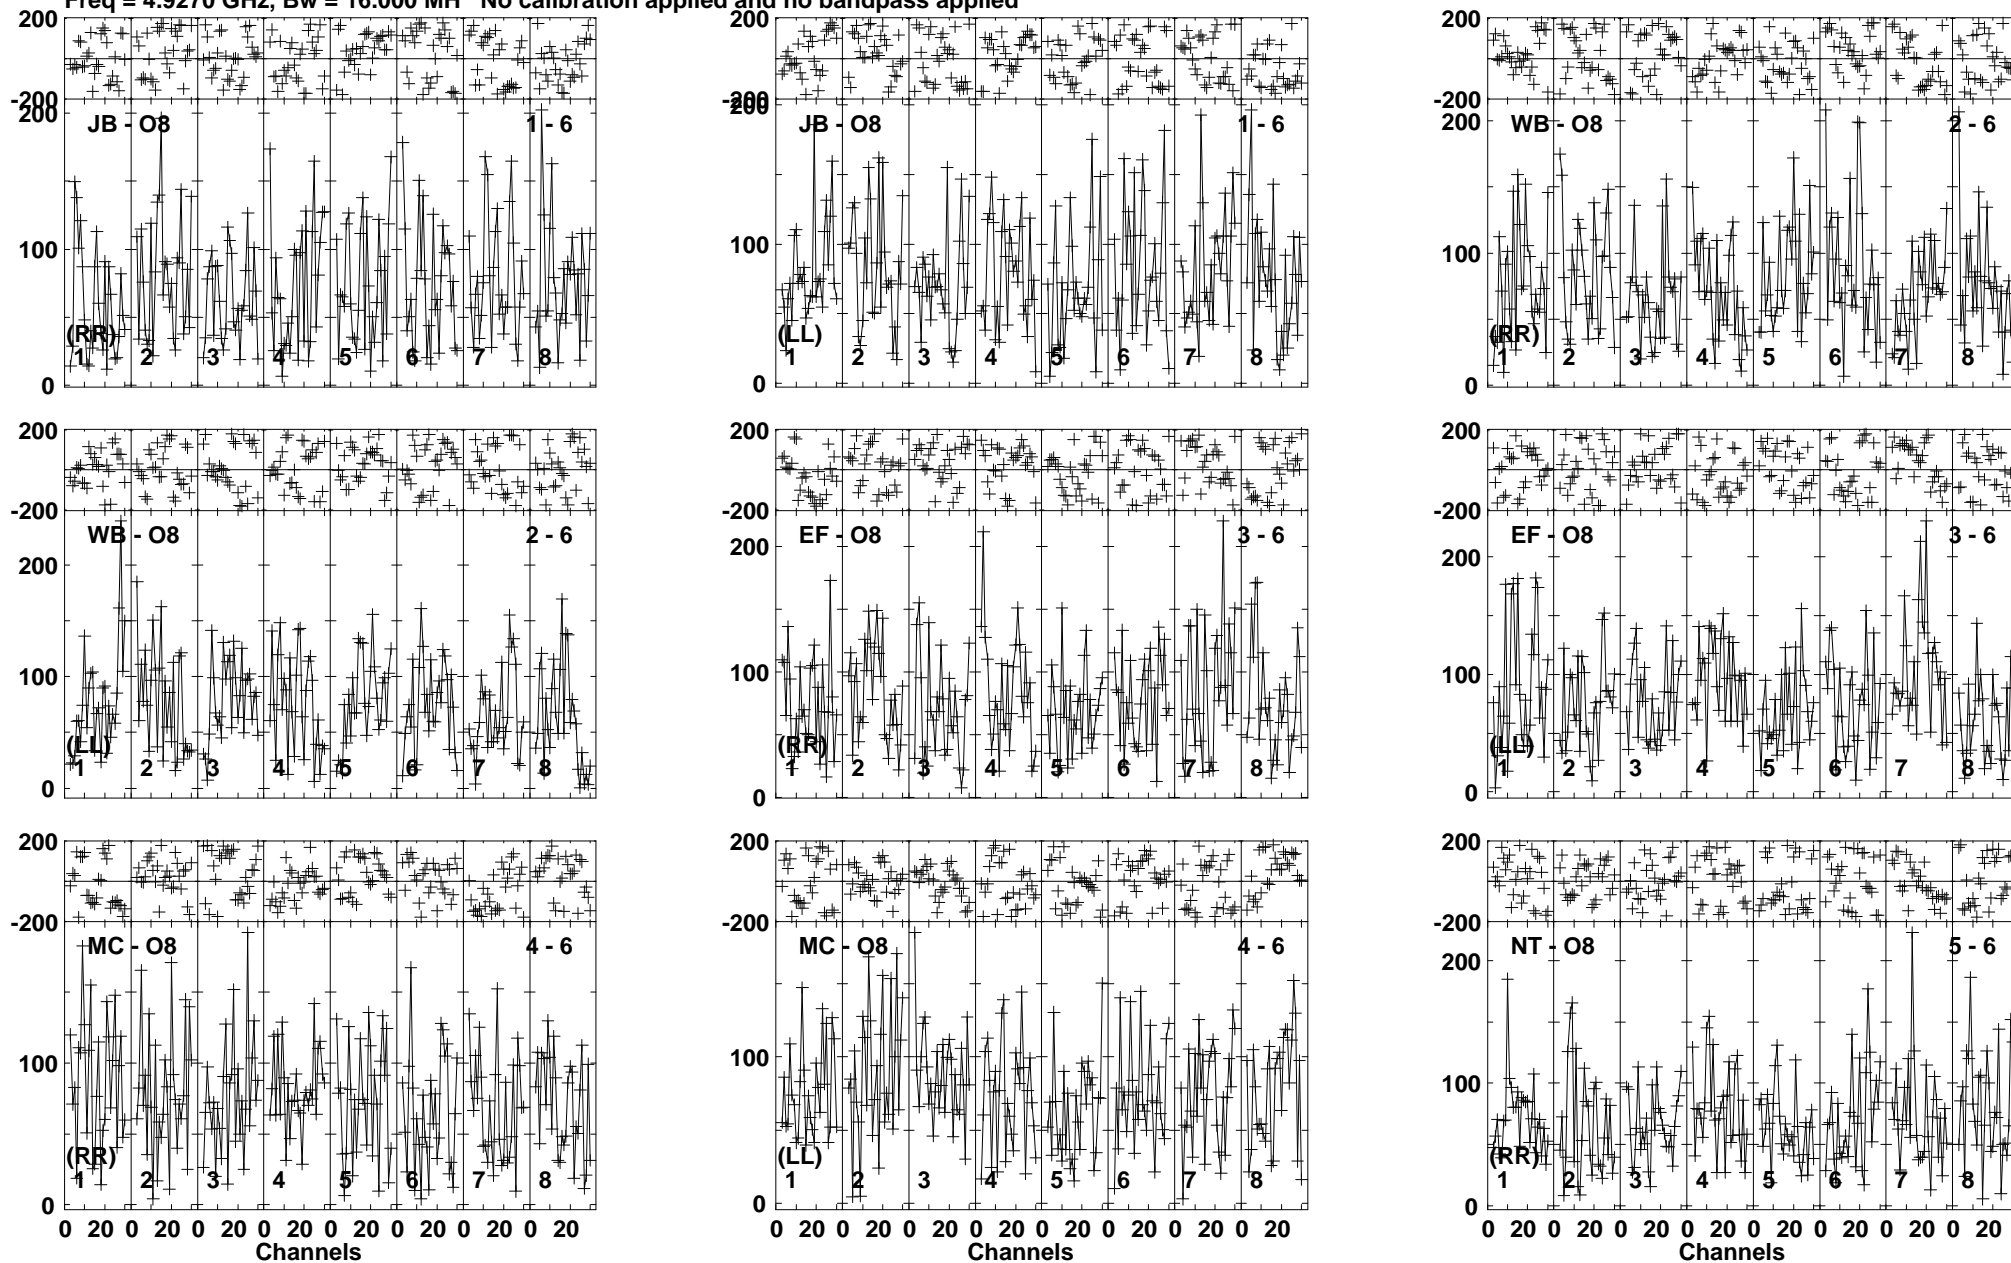 Freq = 4.9270 GHz, Bw = 16.000 MH No calibration applied and no bandpass applied
200 200 200
-200 -200 -200
200 JB - O8 1 - 6 200 JB - O8 1 - 6 200 WB - O8 2 - 6
100 100 100
(RR) (LL) (RR)
1 2 3 4 5 6 7 8 1 2 3 4 5 6 7 8 1 2 3 4 5 6 7 8
0 0 0
200 200 200
-200 -200 -200
WB - O8 2 - 6 EF - O8 3 - 6 EF - O8 3 - 6
200 200 200
100 100 100
(LL) (RR) (LL)
1 2 3 4 5 6 7 8 1 2 3 4 5 6 7 8 1 2 3 4 5 6 7 8
0 0 0
200 200 200
-200 -200 -200
MC - O8 4 - 6 MC - O8 4 - 6 NT - O8 5 - 6
200
100 100 100
(RR) (LL) (RR)
1 2 3 4 5 6 7 8 1 2 3 4 5 6 7 8 1 2 3 4 5 6 7 8
0 0 0
0 20 0 20 0 20 0 20 0 20 0 20 0 20 0 20 0 20 0 20 0 20 0 20 0 20 0 20 0 20 0 20 0 20 0 20 0 20 0 20 0 20 0 20 0 20 0 20
Channels Channels Channels